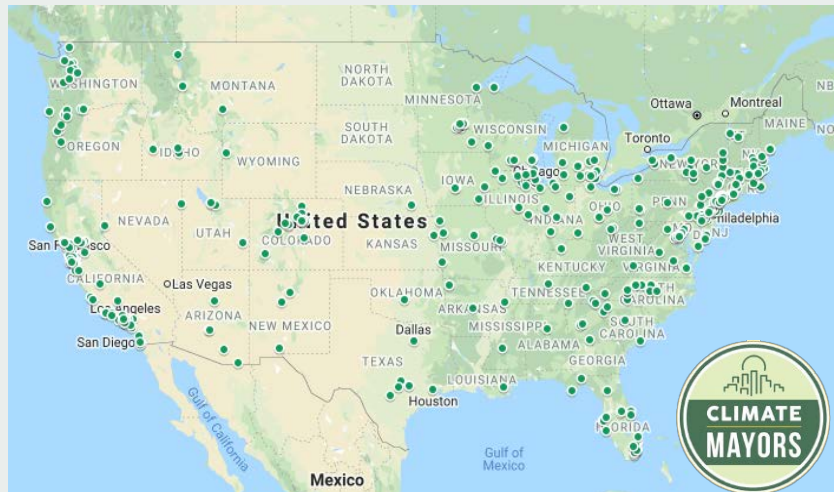 NORTH
DAKOTA
WASHINGTON
MONTANA
MINNESOTA
Ottawa
Montreal
MAINE
NB
SOUTH
DAKOTA
WISCONSIN
MICHIGAN
Toronto
OREGON
IDAHO
WYOMING
Chicago
IOWA
NEBRASKA
ILLINOIS
INDIANA
OHIO
PENN
NEVADA
United States
Philadelphia
San Francisco
UTAH
COLORADO
KANSAS
MISSOURI
WEST
VIRGINIA
NJ
KENTUCKY
VIRGINIA
CALIFORNIA
Las Vegas
Los Angeles
OKLAHOMA
TENNESSEE
NORTH
CAROLINA
ARIZONA
NEW MEXICO
ARKANSAS
San Diego
Dallas
MISSISSIPPI
SOUTH
CAROLINA
ALABAMA
TEXAS
GEORGIA
LOUISIANA
Houston
Gulf of
California
FLORIDA
Gulf of
Mexico
Mexico
CLIMATE
MAYORS